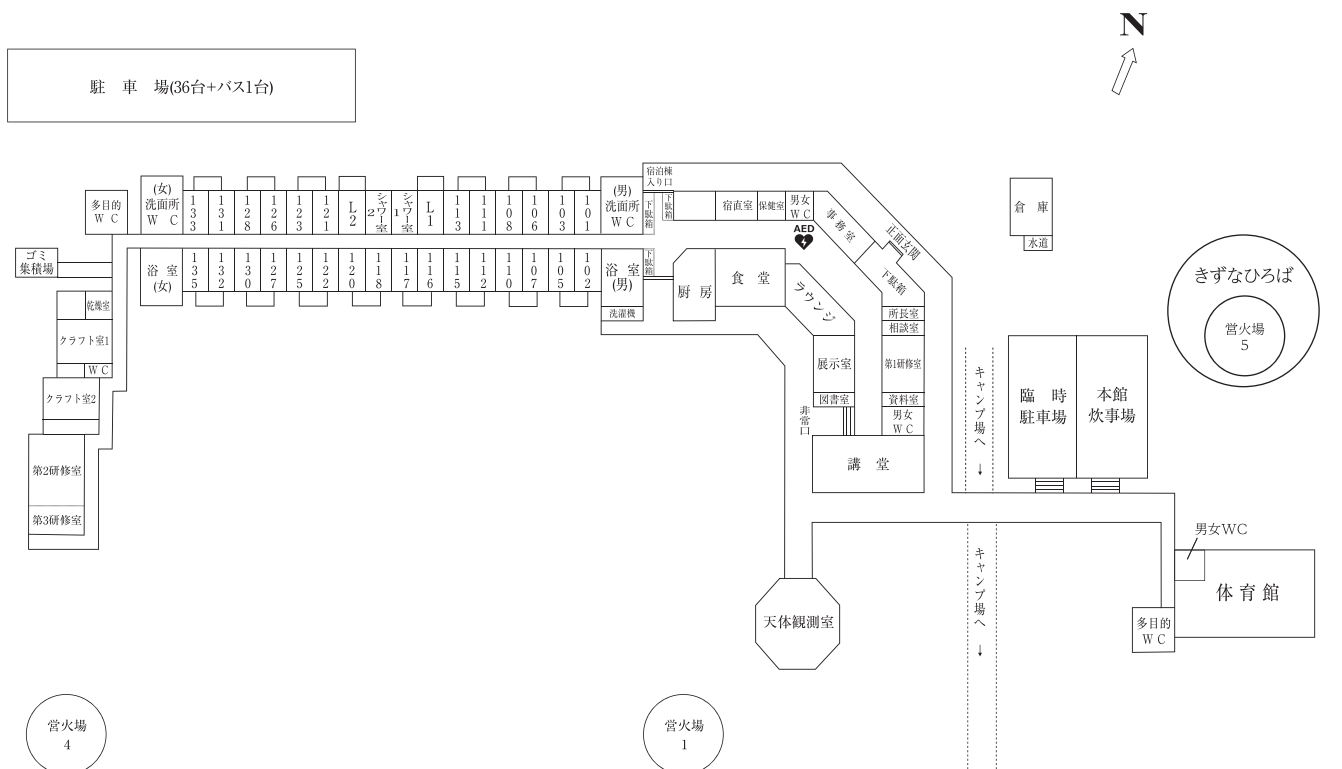 N
駐 車 場(36台+バス1台)
宿泊棟
入り口
多目的
W C
(女)
洗面所
W C
133
131
128
126
123
121
L2
シャワー室2
シャワー室1
L1
113
111
108
106
103
101
(男)
洗面所
W C
下駄箱
下駄箱
宿直室
保健室
男女
W C
事務室
正面玄関
AED
倉 庫
水道
ゴミ
集積場
浴 室
(女)
135
132
130
127
125
122
120
118
117
116
115
112
110
107
105
102
浴 室
(男)
下駄箱
洗濯機
厨 房
食 堂
ラウンジ
下駄箱
所長室
相談室
きずなひろば
営火場
5
乾燥室
クラフト室1
W C
クラフト室2
展示室
第1研修室
図書室
資料室
非常口
男女
W C
キャンプ場へ
↓
臨 時
駐車場
本館
炊事場
第2研修室
第3研修室
講 堂
男女WC
体 育 館
キャンプ場へ
↓
天体観測室
多目的
W C
営火場
4
営火場
1